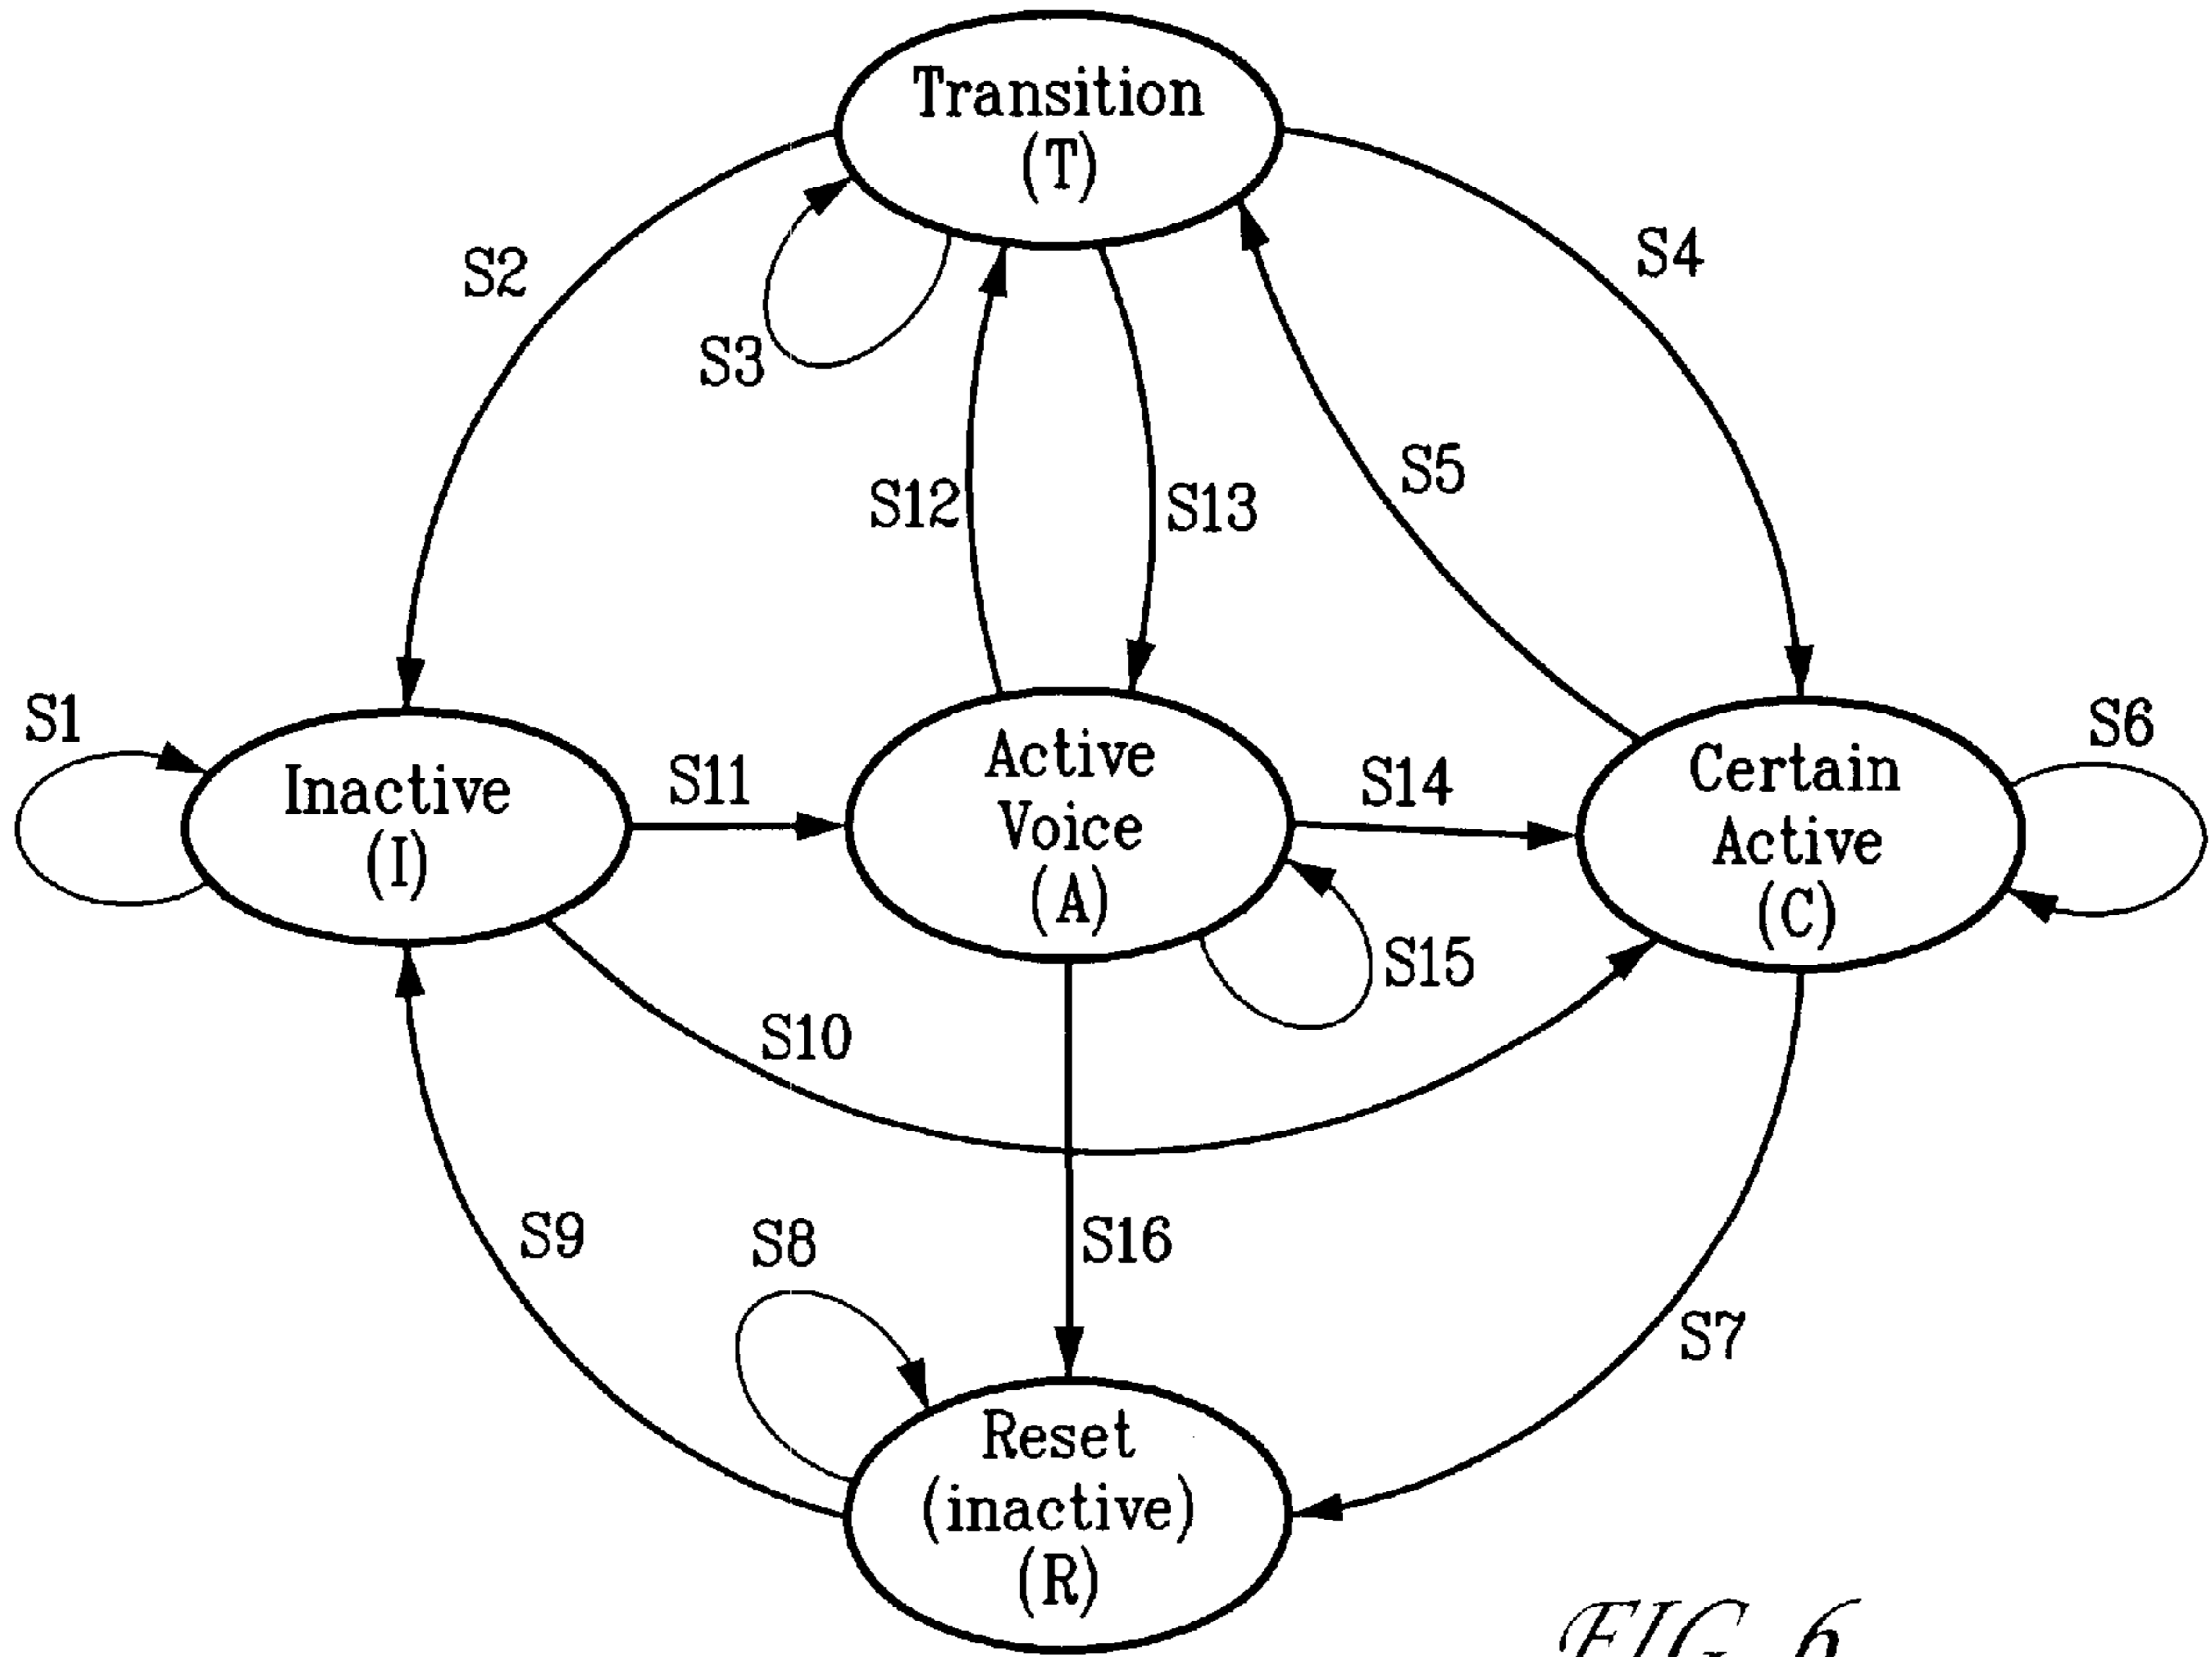 Transition
(T)
S2
S4
S3
S5
S12
S13
S1
S6
Inactive
(I)
S11
Active
Voice
(A)
S14
Certain
Active
(C)
S15
S10
S9
S8
S16
S7
Reset
(inactive)
(R)
FIG. 6